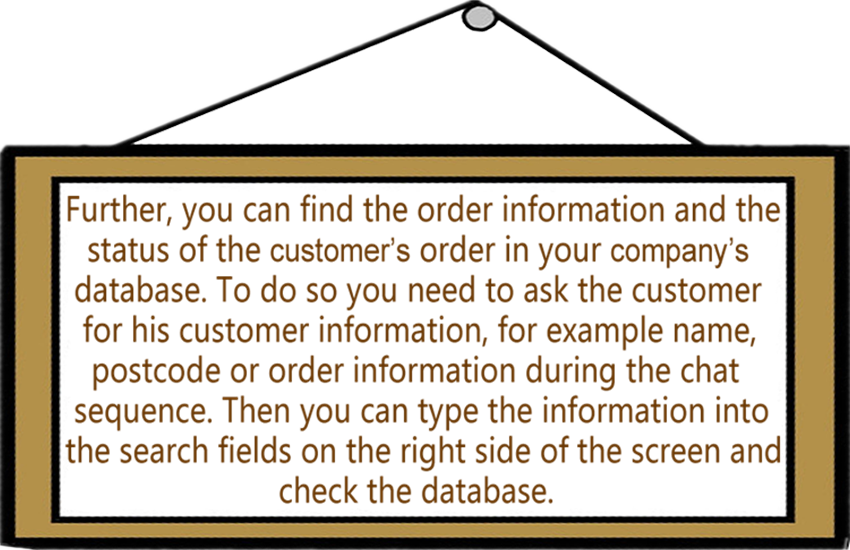 Further, you can find the order information and the
status of the customer's order in your company's
database. To do so you need to ask the customer
for his customer information, for example name,
postcode or order information during the chat
sequence. Then you can type the information into
the search fields on the right side of the screen and
check the database.